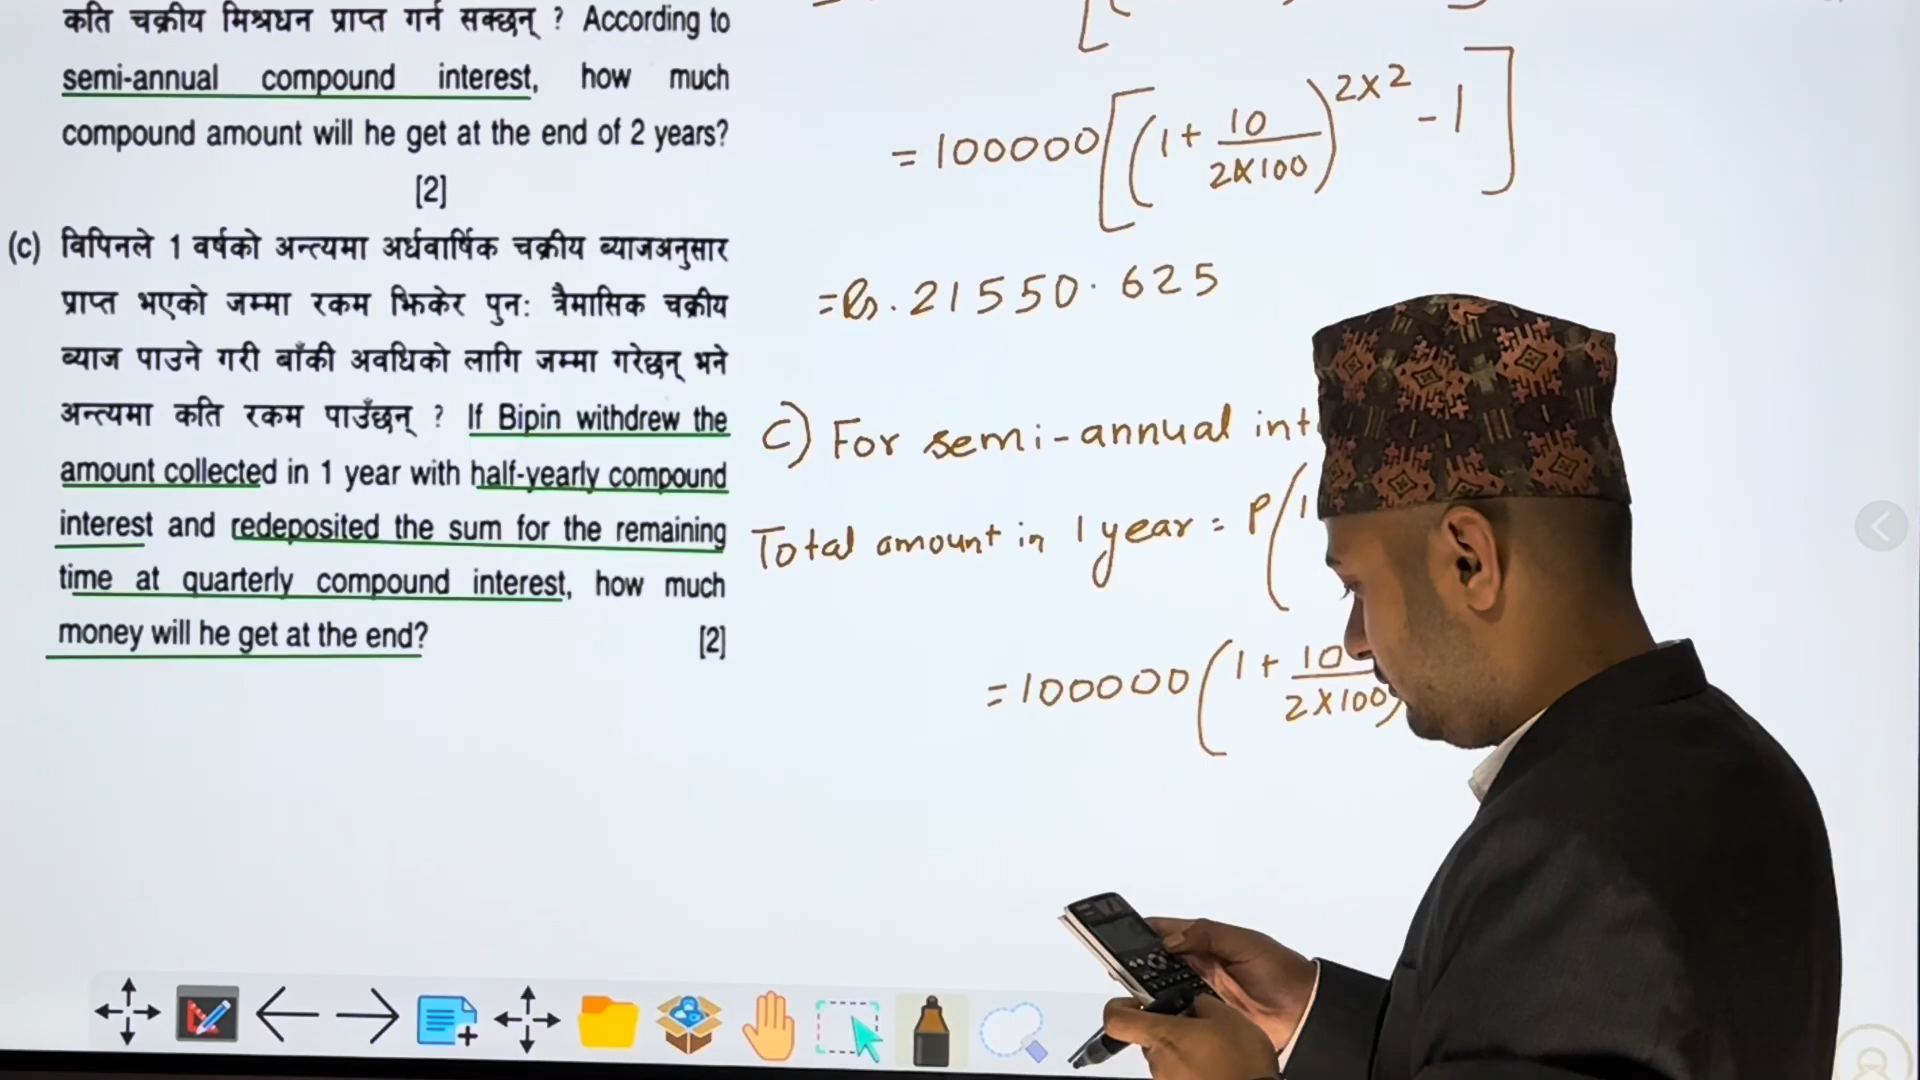 कति चक्रीय मिश्रधन प्राप्त गर्न सक्छन् ? According to
semi-annual compound interest, how much
compound amount will he get at the end of 2 years?
[2]
(c) विपिनले 1 वर्षको अन्त्यमा अर्धवार्षिक चक्रीय ब्याजअनुसार
प्राप्त भएको जम्मा रकम झिकेर पुनः त्रैमासिक चक्रीय
ब्याज पाउने गरी बाँकी अवधिको लागि जम्मा गरेछन् भने
अन्त्यमा कति रकम पाउँछन् ? If Bipin withdrew the
amount collected in 1 year with half-yearly compound
interest and redeposited the sum for the remaining
time at quarterly compound interest, how much
money will he get at the end? [2]
= 100000[(1 + 10/2×100)^2×2 - 1]
= Rs. 21550.625
c) For semi-annual int
Total amount in 1 year = P(1
= 100000(1 + 10/2×100)